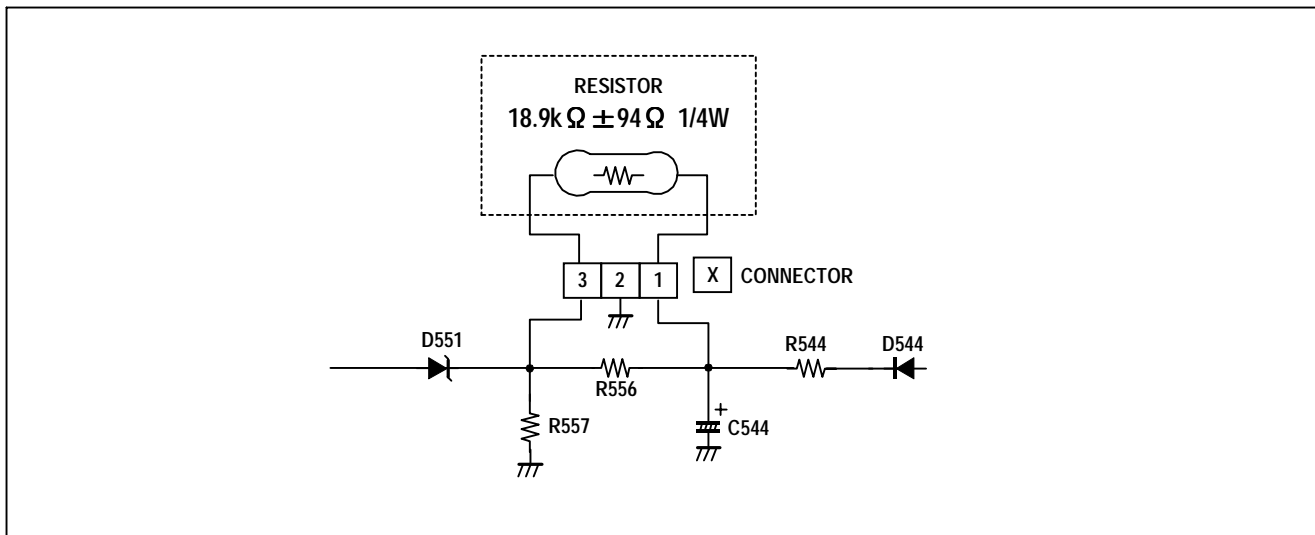 RESISTOR
18.9kΩ ±94Ω 1/4W
3 2 1 X CONNECTOR
D551 R544 D544
R556
R557 + C544